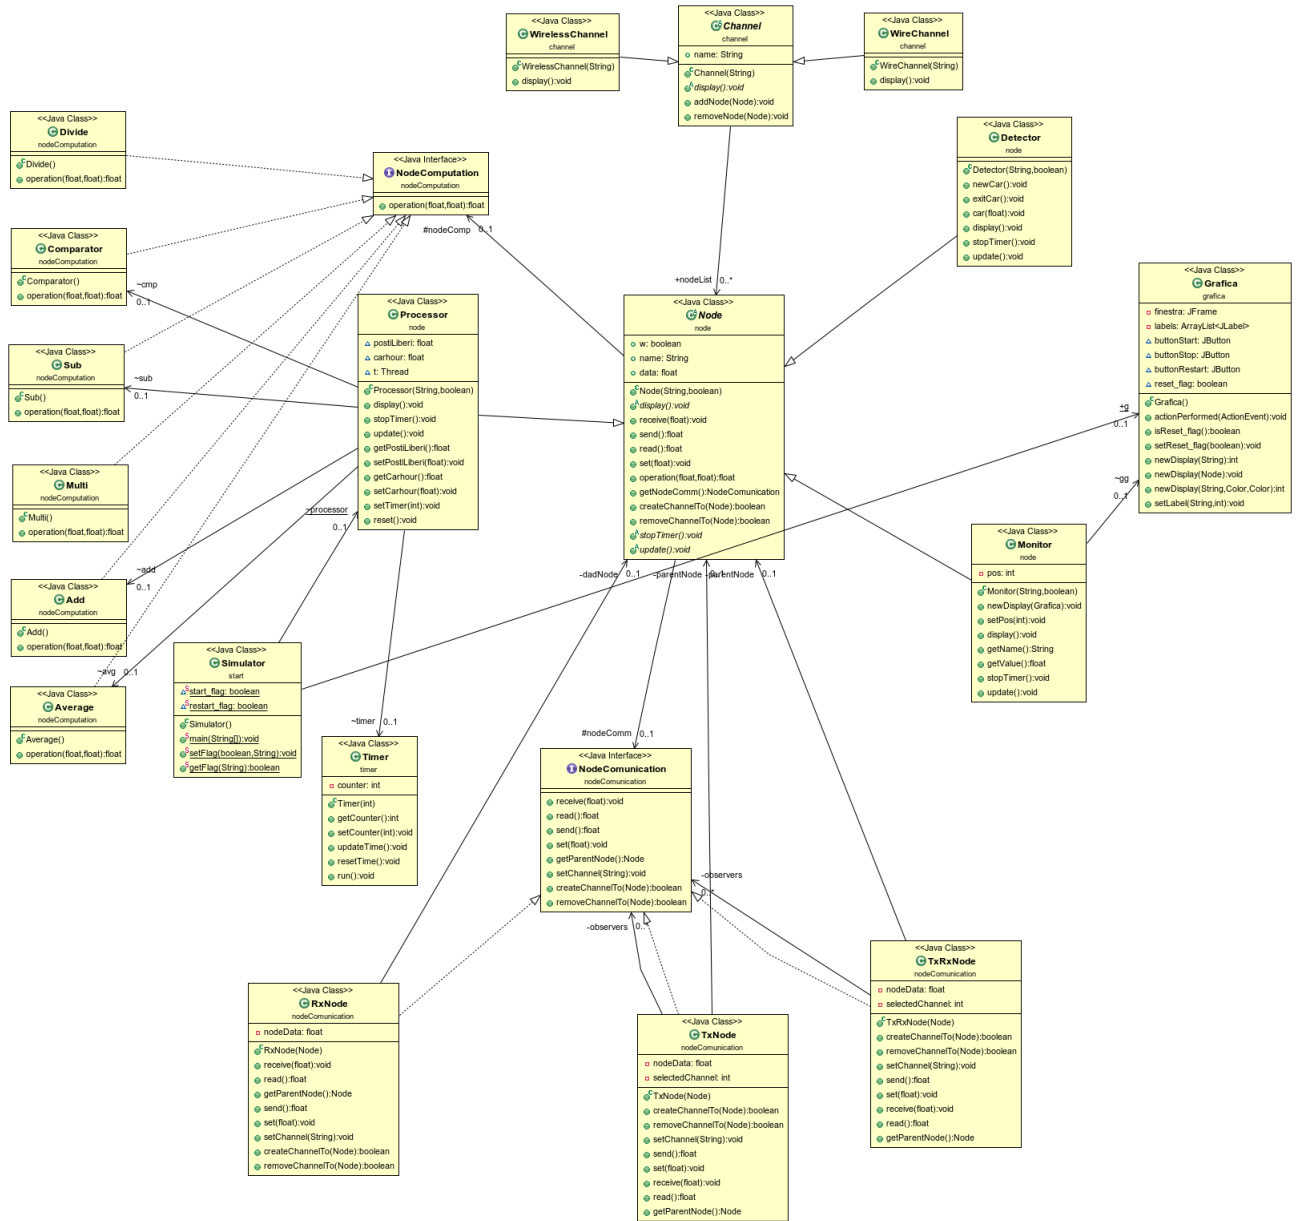 <<Java Class>>
WirelessChannel
channel
WirelessChannel(String)
display():void
<<Java Class>>
Channel
channel
name: String
Channel(String)
display():void
addNode(Node):void
removeNode(Node):void
<<Java Class>>
WireChannel
channel
WireChannel(String)
display():void
<<Java Class>>
Divide
nodeComputation
Divide()
operation(float,float):float
<<Java Interface>>
NodeComputation
nodeComputation
operation(float,float):float
#nodeComp
0..1
<<Java Class>>
Detector
node
Detector(String,boolean)
newCar():void
exitCar():void
car(float):void
display():void
stopTimer():void
update():void
<<Java Class>>
Comparator
nodeComputation
Comparator()
operation(float,float):float
~cmp
0..1
+nodeList
0..*
<<Java Class>>
Processor
node
postiLiberi: float
carhour: float
t: Thread
Processor(String,boolean)
display():void
stopTimer():void
update():void
getPostiLiberi():float
setPostiLiberi(float):void
getCarhour():float
setCarhour(float):void
setTimer(int):void
reset():void
<<Java Class>>
Node
node
w: boolean
name: String
data: float
Node(String,boolean)
display():void
receive(float):void
send():float
read():float
set(float):void
operation(float,float):float
getNodeComm():NodeComunication
createChannelTo(Node):boolean
removeChannelTo(Node):boolean
stopTimer():void
update():void
<<Java Class>>
Grafica
grafica
finestra: JFrame
labels: ArrayList<JLabel>
buttonStart: JButton
buttonStop: JButton
buttonRestart: JButton
reset_flag: boolean
Grafica()
actionPerformed(ActionEvent):void
isReset_flag():boolean
setReset_flag(boolean):void
newDisplay(String):int
newDisplay(Node):void
newDisplay(String,Color,Color):int
setLabel(String,int):void
+g
0..1
~gg
0..1
<<Java Class>>
Sub
nodeComputation
Sub()
operation(float,float):float
~sub
0..1
<<Java Class>>
Multi
nodeComputation
Multi()
operation(float,float):float
~processor
0..1
<<Java Class>>
Monitor
node
pos: int
Monitor(String,boolean)
newDisplay(Grafica):void
setPos(int):void
display():void
getName():String
getValue():float
stopTimer():void
update():void
~add
0..1
<<Java Class>>
Add
nodeComputation
Add()
operation(float,float):float
-dadNode
0..1
-parentNode
0..1
-parentNode
0..1
<<Java Class>>
Simulator
start
start_flag: boolean
restart_flag: boolean
Simulator()
main(String[]):void
setFlag(boolean,String):void
getFlag(String):boolean
~avg
0..1
<<Java Class>>
Average
nodeComputation
Average()
operation(float,float):float
~timer
0..1
<<Java Class>>
Timer
timer
counter: int
Timer(int)
getCounter():int
setCounter(int):void
updateTime():void
resetTime():void
run():void
#nodeComm
0..1
<<Java Interface>>
NodeComunication
nodeComunication
receive(float):void
read():float
send():float
set(float):void
getParentNode():Node
setChannel(String):void
createChannelTo(Node):boolean
removeChannelTo(Node):boolean
-observers
0..*
-observers
0..*
<<Java Class>>
RxNode
nodeComunication
nodeData: float
RxNode(Node)
receive(float):void
read():float
getParentNode():Node
send():float
set(float):void
setChannel(String):void
createChannelTo(Node):boolean
removeChannelTo(Node):boolean
<<Java Class>>
TxNode
nodeComunication
nodeData: float
selectedChannel: int
TxNode(Node)
createChannelTo(Node):boolean
removeChannelTo(Node):boolean
setChannel(String):void
send():float
set(float):void
receive(float):void
read():float
getParentNode():Node
<<Java Class>>
TxRxNode
nodeComunication
nodeData: float
selectedChannel: int
TxRxNode(Node)
createChannelTo(Node):boolean
removeChannelTo(Node):boolean
setChannel(String):void
send():float
set(float):void
receive(float):void
read():float
getParentNode():Node